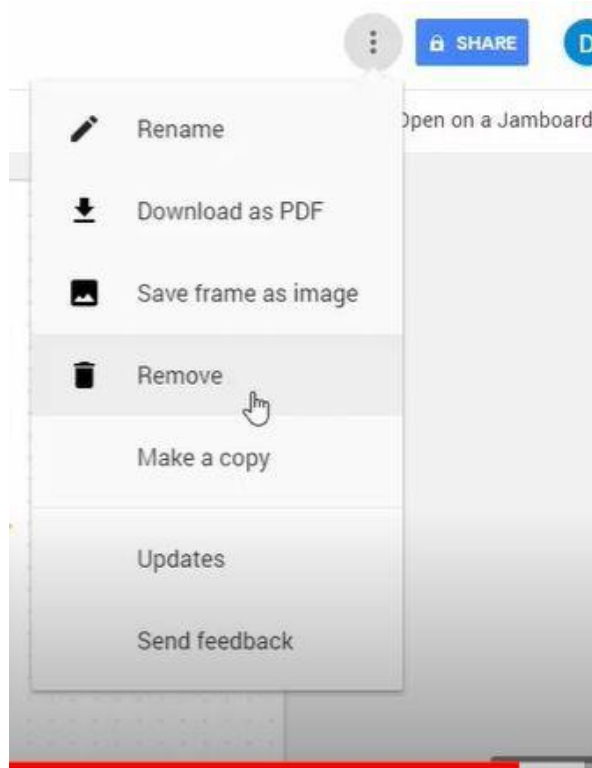 SHARE
D
Open on a Jamboard
Rename
Download as PDF
Save frame as image
Remove
Make a copy
Updates
Send feedback